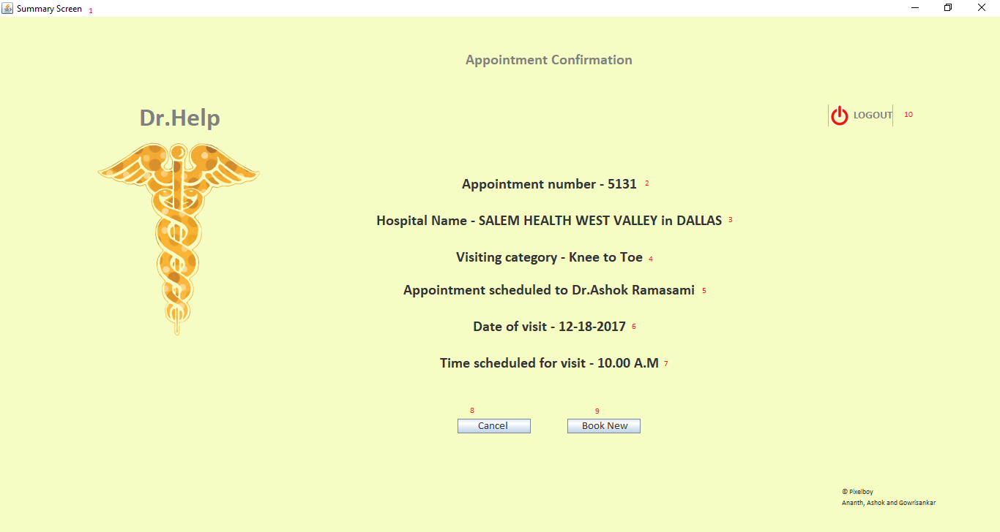 Summary Screen 1
Appointment Confirmation
Dr.Help
LOGOUT 10
Appointment number - 5131 2
Hospital Name - SALEM HEALTH WEST VALLEY in DALLAS 3
Visiting category - Knee to Toe 4
Appointment scheduled to Dr.Ashok Ramasami 5
Date of visit - 12-18-2017 6
Time scheduled for visit - 10.00 A.M 7
8 9
Cancel Book New
© Pixelboy
Ananth, Ashok and Gowrisankar